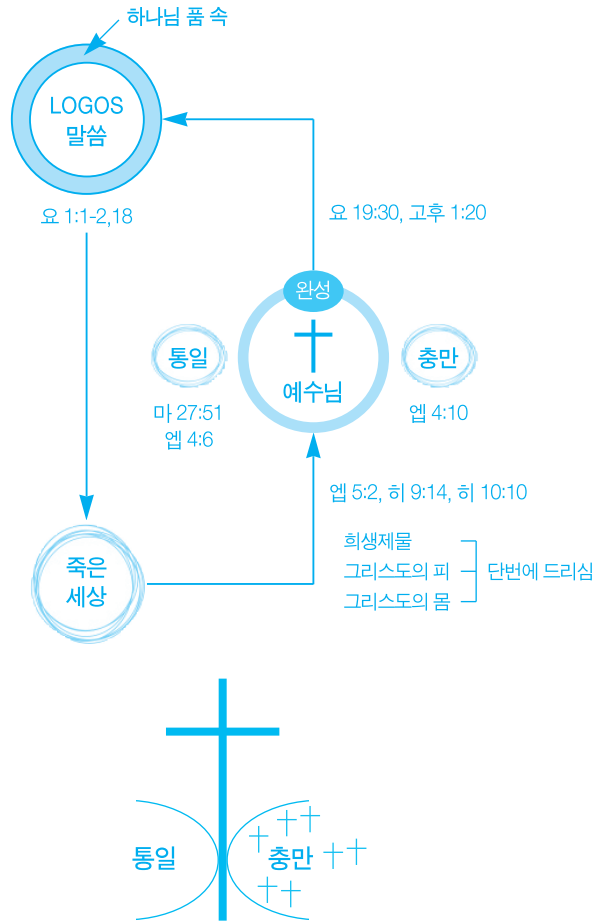 하나님 품 속
LOGOS
말씀
요 1:1-2,18
요 19:30, 고후 1:20
완성
예수님
통일
마 27:51
엡 4:6
충만
엡 4:10
엡 5:2, 히 9:14, 히 10:10
죽은
세상
희생제물
그리스도의 피
그리스도의 몸
단번에 드리심
통일
충만